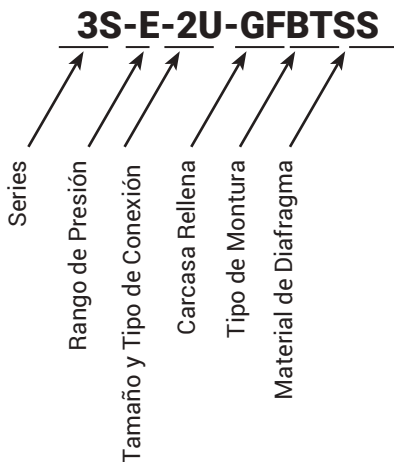 3S-E-2U-GFBTSS
Series
Rango de Presión
Tamaño y Tipo de Conexión
Carcasa Rellena
Tipo de Montura
Material de Diafragma